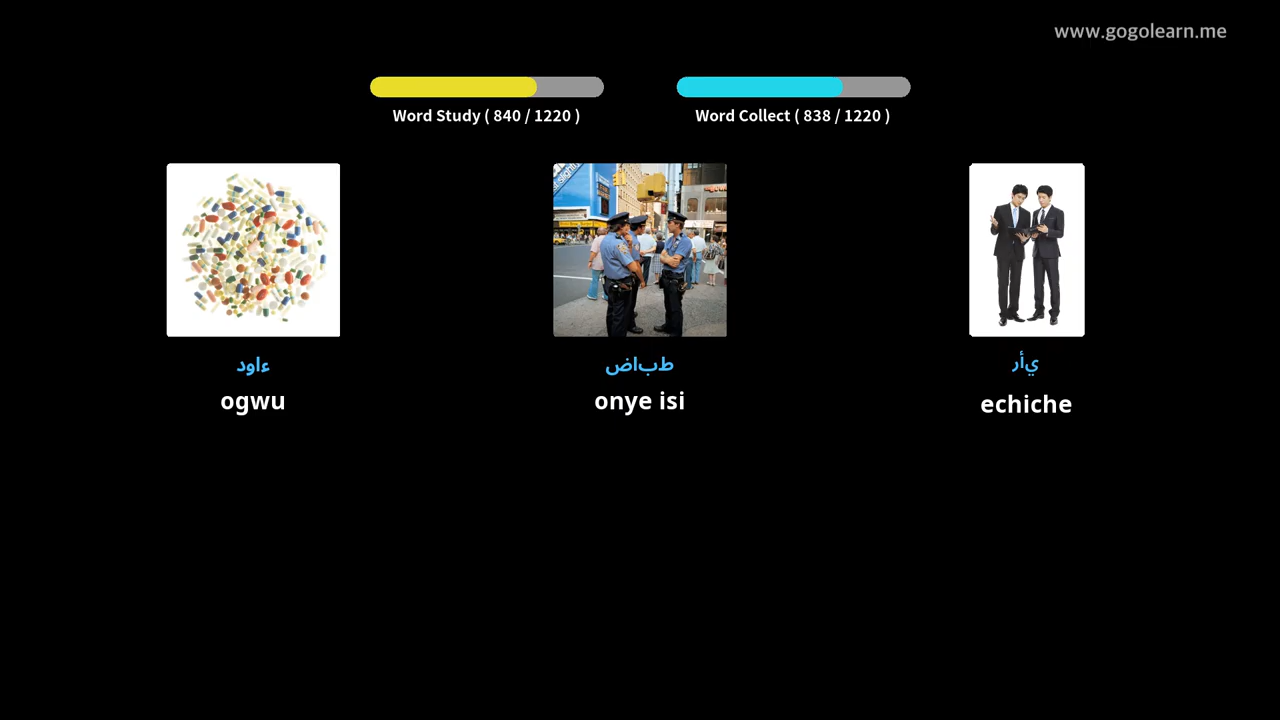 www.gogolearn.me
Word Study ( 840 / 1220 )
Word Collect ( 838 / 1220 )
ءاود
طباض
يأر
ogwu
onye isi
echiche